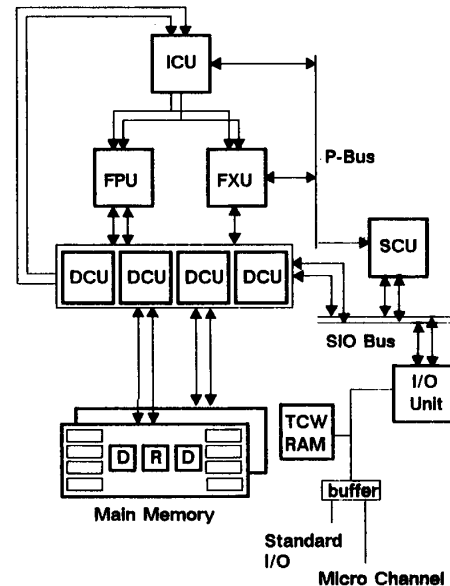 ICU
P-Bus
FPU
FXU
SCU
DCU DCU DCU DCU
SIO Bus
I/O
Unit
TCW
RAM
D R D
buffer
Main Memory
Standard
I/O
Micro Channel